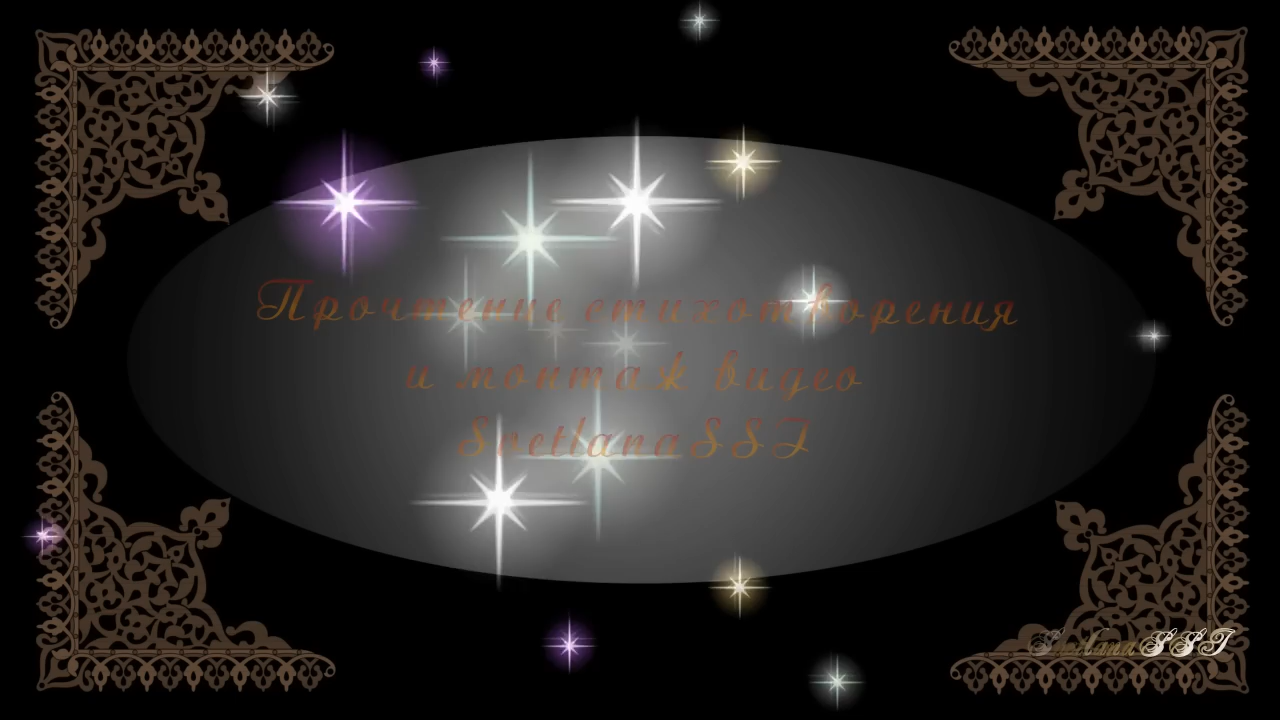 Прочтение стихотворения
и монтаж видео
SvetlanaSST
SvetlanaSST